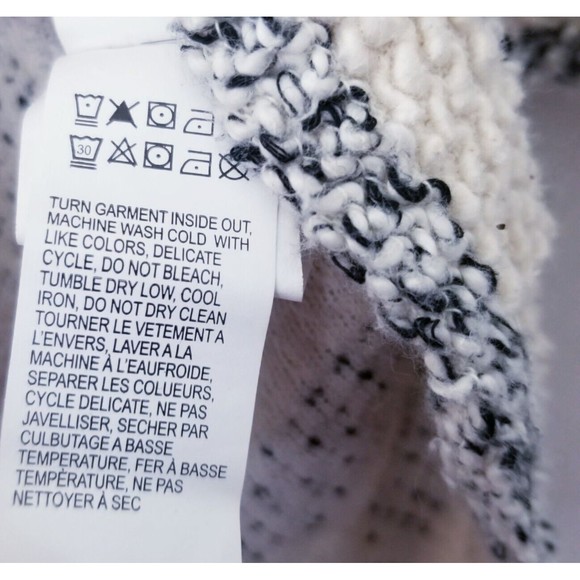 30
TURN GARMENT INSIDE OUT,
MACHINE WASH COLD WITH
LIKE COLORS, DELICATE
CYCLE, DO NOT BLEACH,
TUMBLE DRY LOW, COOL
IRON, DO NOT DRY CLEAN
TOURNER LE VETEMENT A
L'ENVERS, LAVER A LA
MACHINE À L'EAUFROIDE,
SEPARER LES COLUEURS,
CYCLE DELICATE, NE PAS
JAVELLISER, SECHER PAR
CULBUTAGE A BASSE
TEMPERATURE, FER À BASSE
TEMPÉRATURE, NE PAS
NETTOYER À SEC